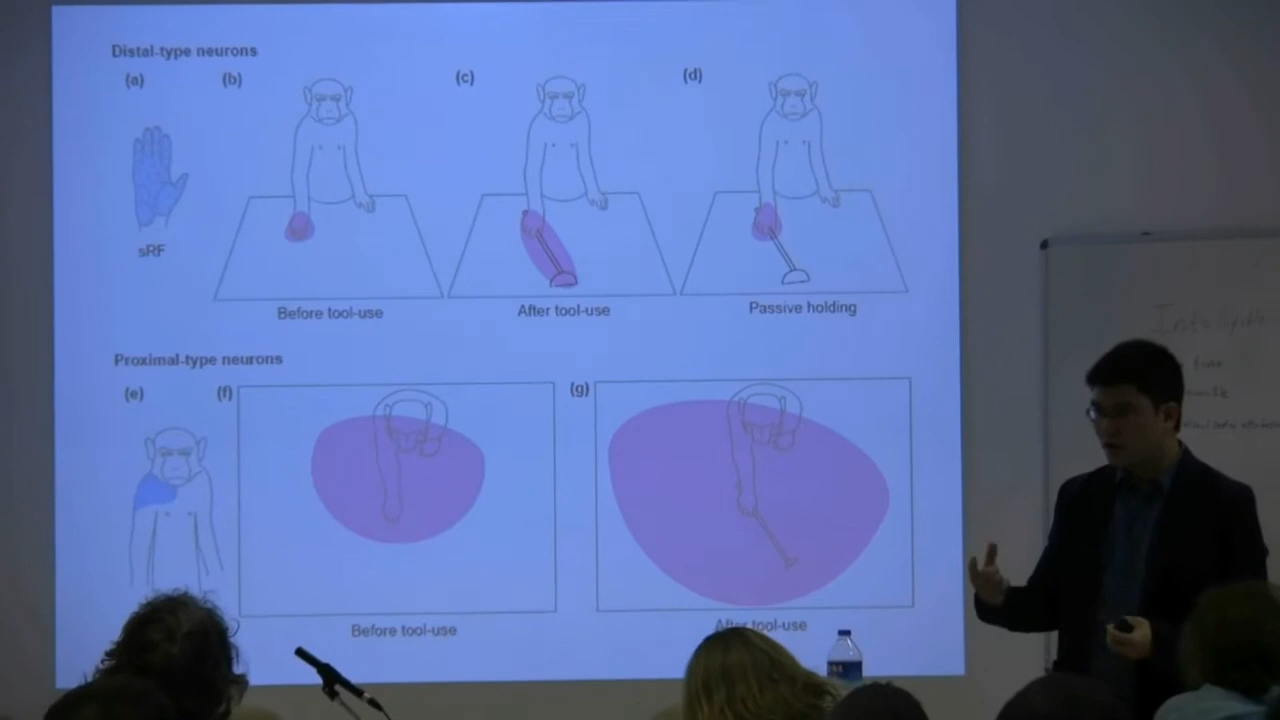 Distal-type neurons
(a)
(b)
(c)
(d)
sRF
Before tool-use
After tool-use
Passive holding
Proximal-type neurons
(e)
(f)
(g)
Before tool-use
After tool-use